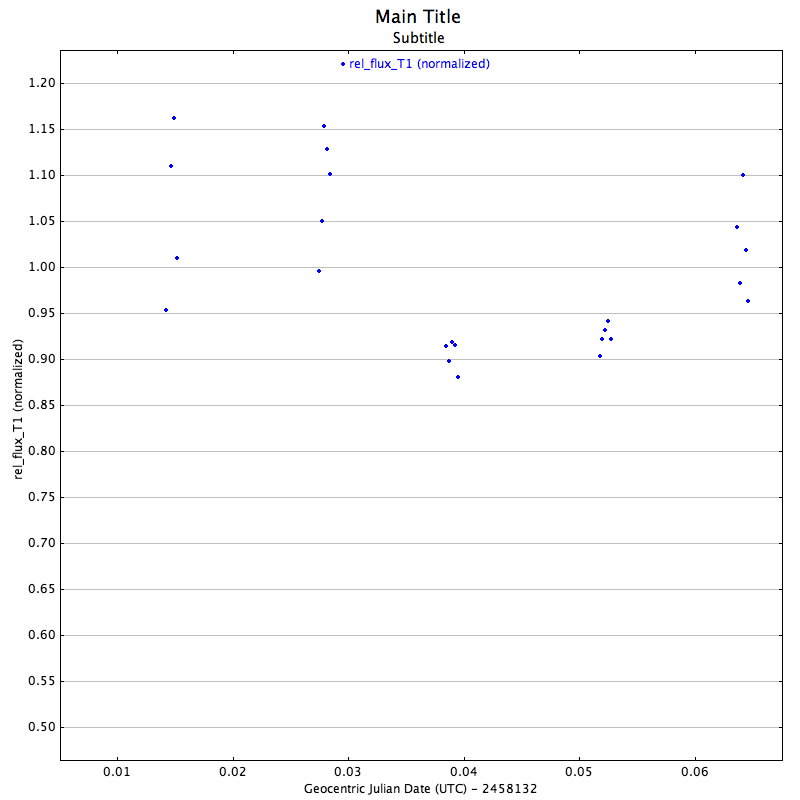 Main Title
Subtitle
rel_flux_T1 (normalized)
1.20
1.15
1.10
1.05
1.00
0.95
0.90
0.85
0.80
0.75
0.70
0.65
0.60
0.55
0.50
rel_flux_T1 (normalized)
0.01 0.02 0.03 0.04 0.05 0.06
Geocentric Julian Date (UTC) - 2458132